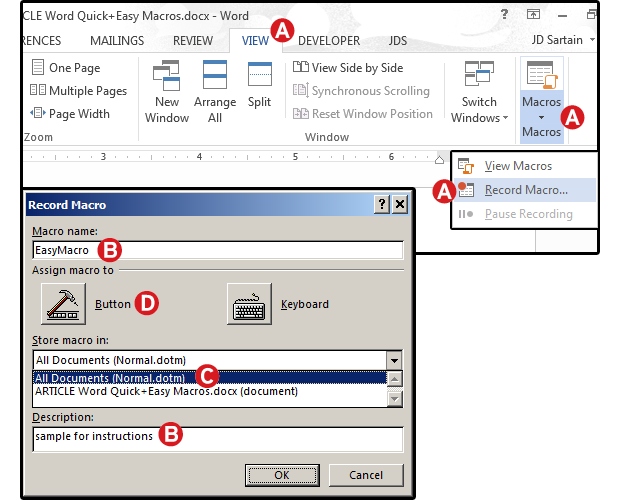 CLE Word Quick+Easy Macros.docx - Word ?
RENCES MAILINGS REVIEW VIEW A DEVELOPER JDS JD Sartain
One Page
Multiple Pages
Page Width
Zoom
New Window
Arrange All
Split
View Side by Side
Synchronous Scrolling
Reset Window Position
Window
Switch Windows
Macros A
Macros
3 4 5 6
View Macros
A Record Macro...
Pause Recording
Record Macro ?
Macro name:
EasyMacro B
Assign macro to
Button D Keyboard
Store macro in:
All Documents (Normal.dotm)
All Documents (Normal.dotm) C
ARTICLE Word Quick+Easy Macros.docx (document)
Description:
sample for instructions B
OK Cancel